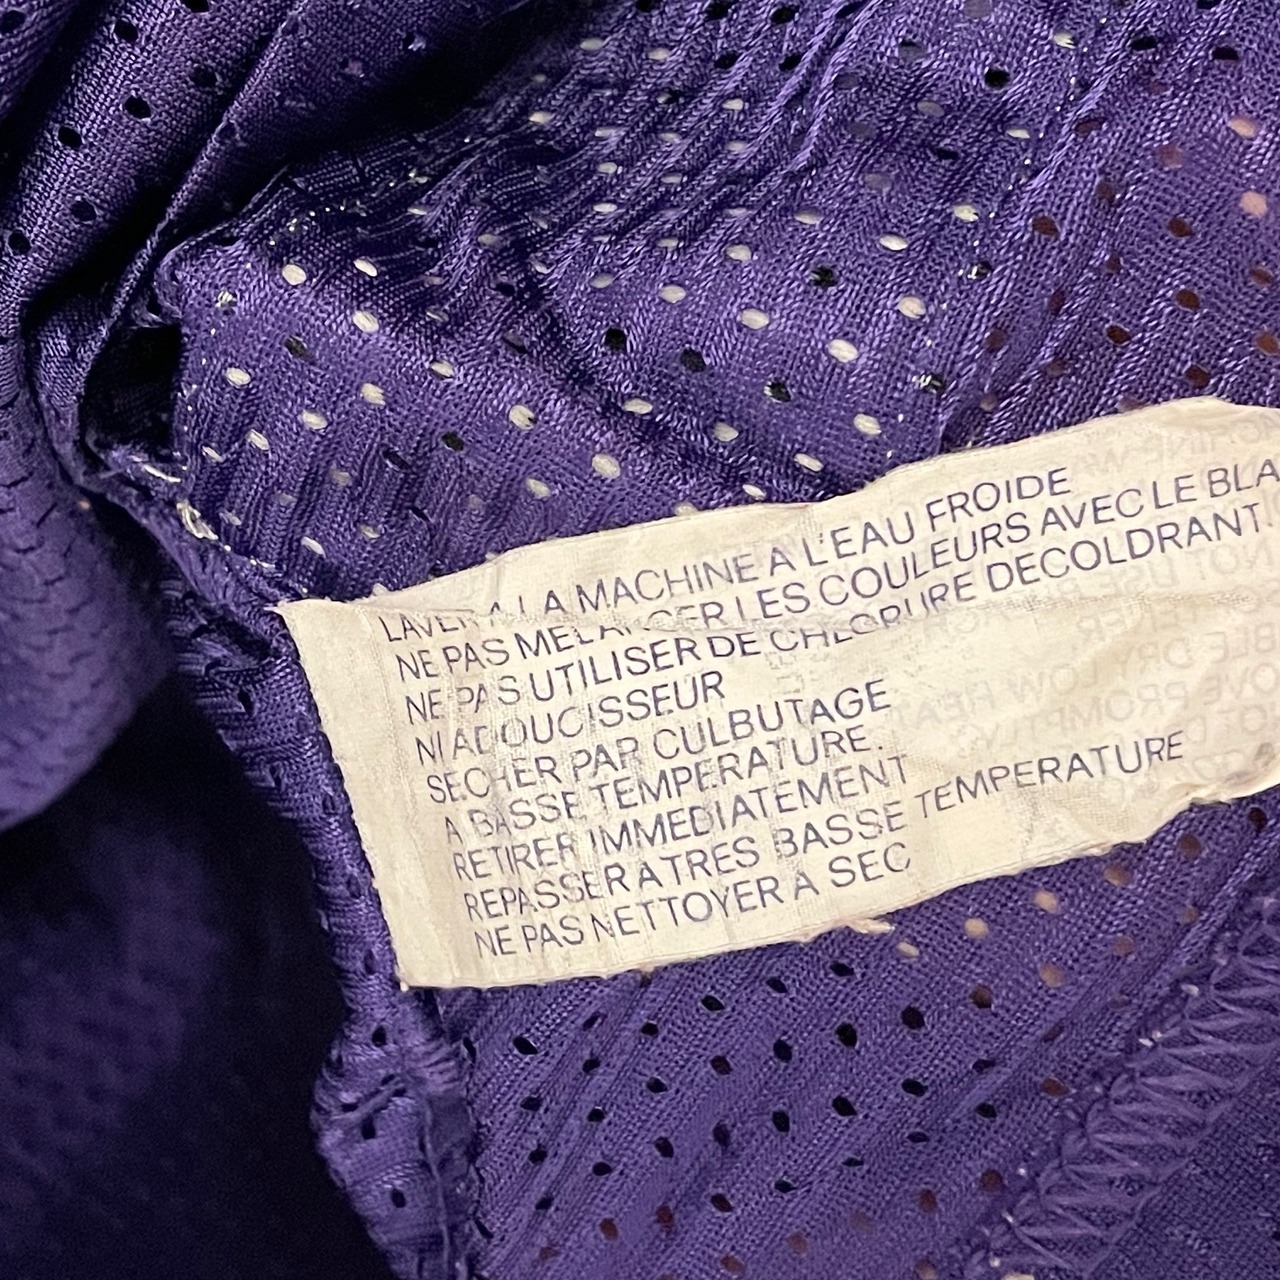 LAVER A LA MACHINE A L'EAU FROIDE
NE PAS MELANGER LES COULEURS AVEC LE BLA
NE PAS UTILISER DE CHLORURE DECOLDRANT
NI ADOUCISSEUR
SECHER PAR CULBUTAGE
A BASSE TEMPERATURE.
RETIRER IMMEDIATEMENT
REPASSER A TRES BASSE TEMPERATURE
NE PAS NETTOYER A SEC